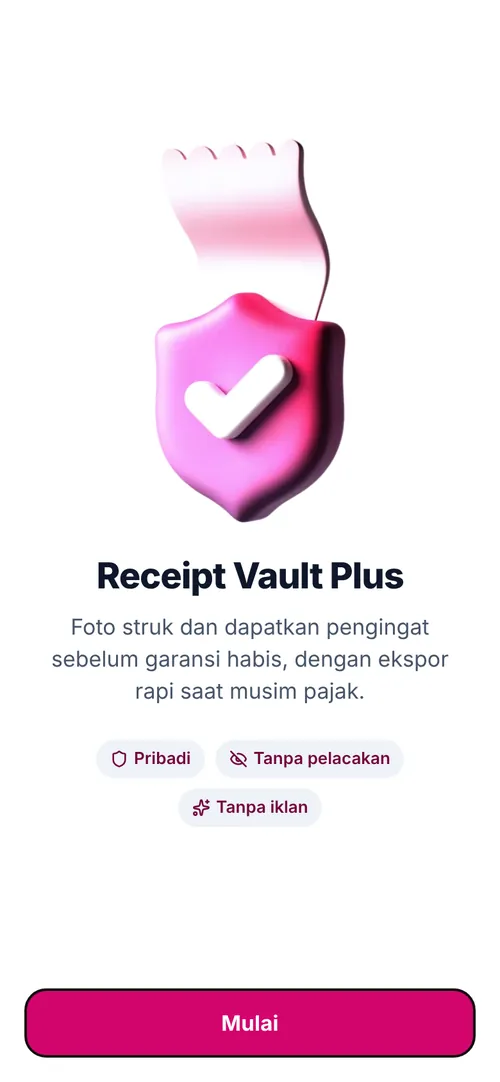 Receipt Vault Plus
Foto struk dan dapatkan pengingat
sebelum garansi habis, dengan ekspor
rapi saat musim pajak.
Pribadi
Tanpa pelacakan
Tanpa iklan
Mulai